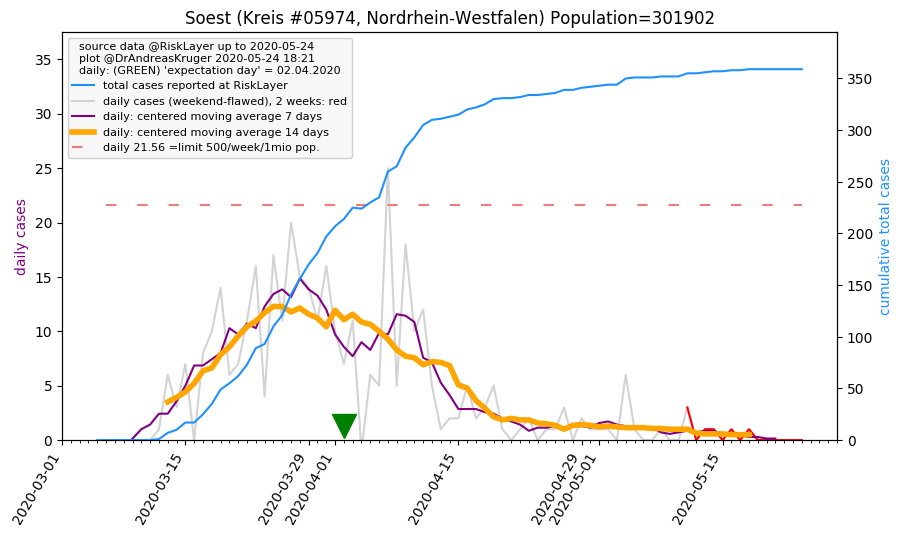 Soest (Kreis #05974, Nordrhein-Westfalen) Population=301902
source data @RiskLayer up to 2020-05-24
plot @DrAndreasKruger 2020-05-24 18:21
daily: (GREEN) 'expectation day' = 02.04.2020
total cases reported at RiskLayer
daily cases (weekend-flawed), 2 weeks: red
daily: centered moving average 7 days
daily: centered moving average 14 days
daily 21.56 =limit 500/week/1mio pop.
daily cases
35
30
25
20
15
10
5
0
cumulative total cases
350
300
250
200
150
100
50
0
2020-03-01
2020-03-15
2020-03-29
2020-04-01
2020-04-15
2020-04-29
2020-05-01
2020-05-15